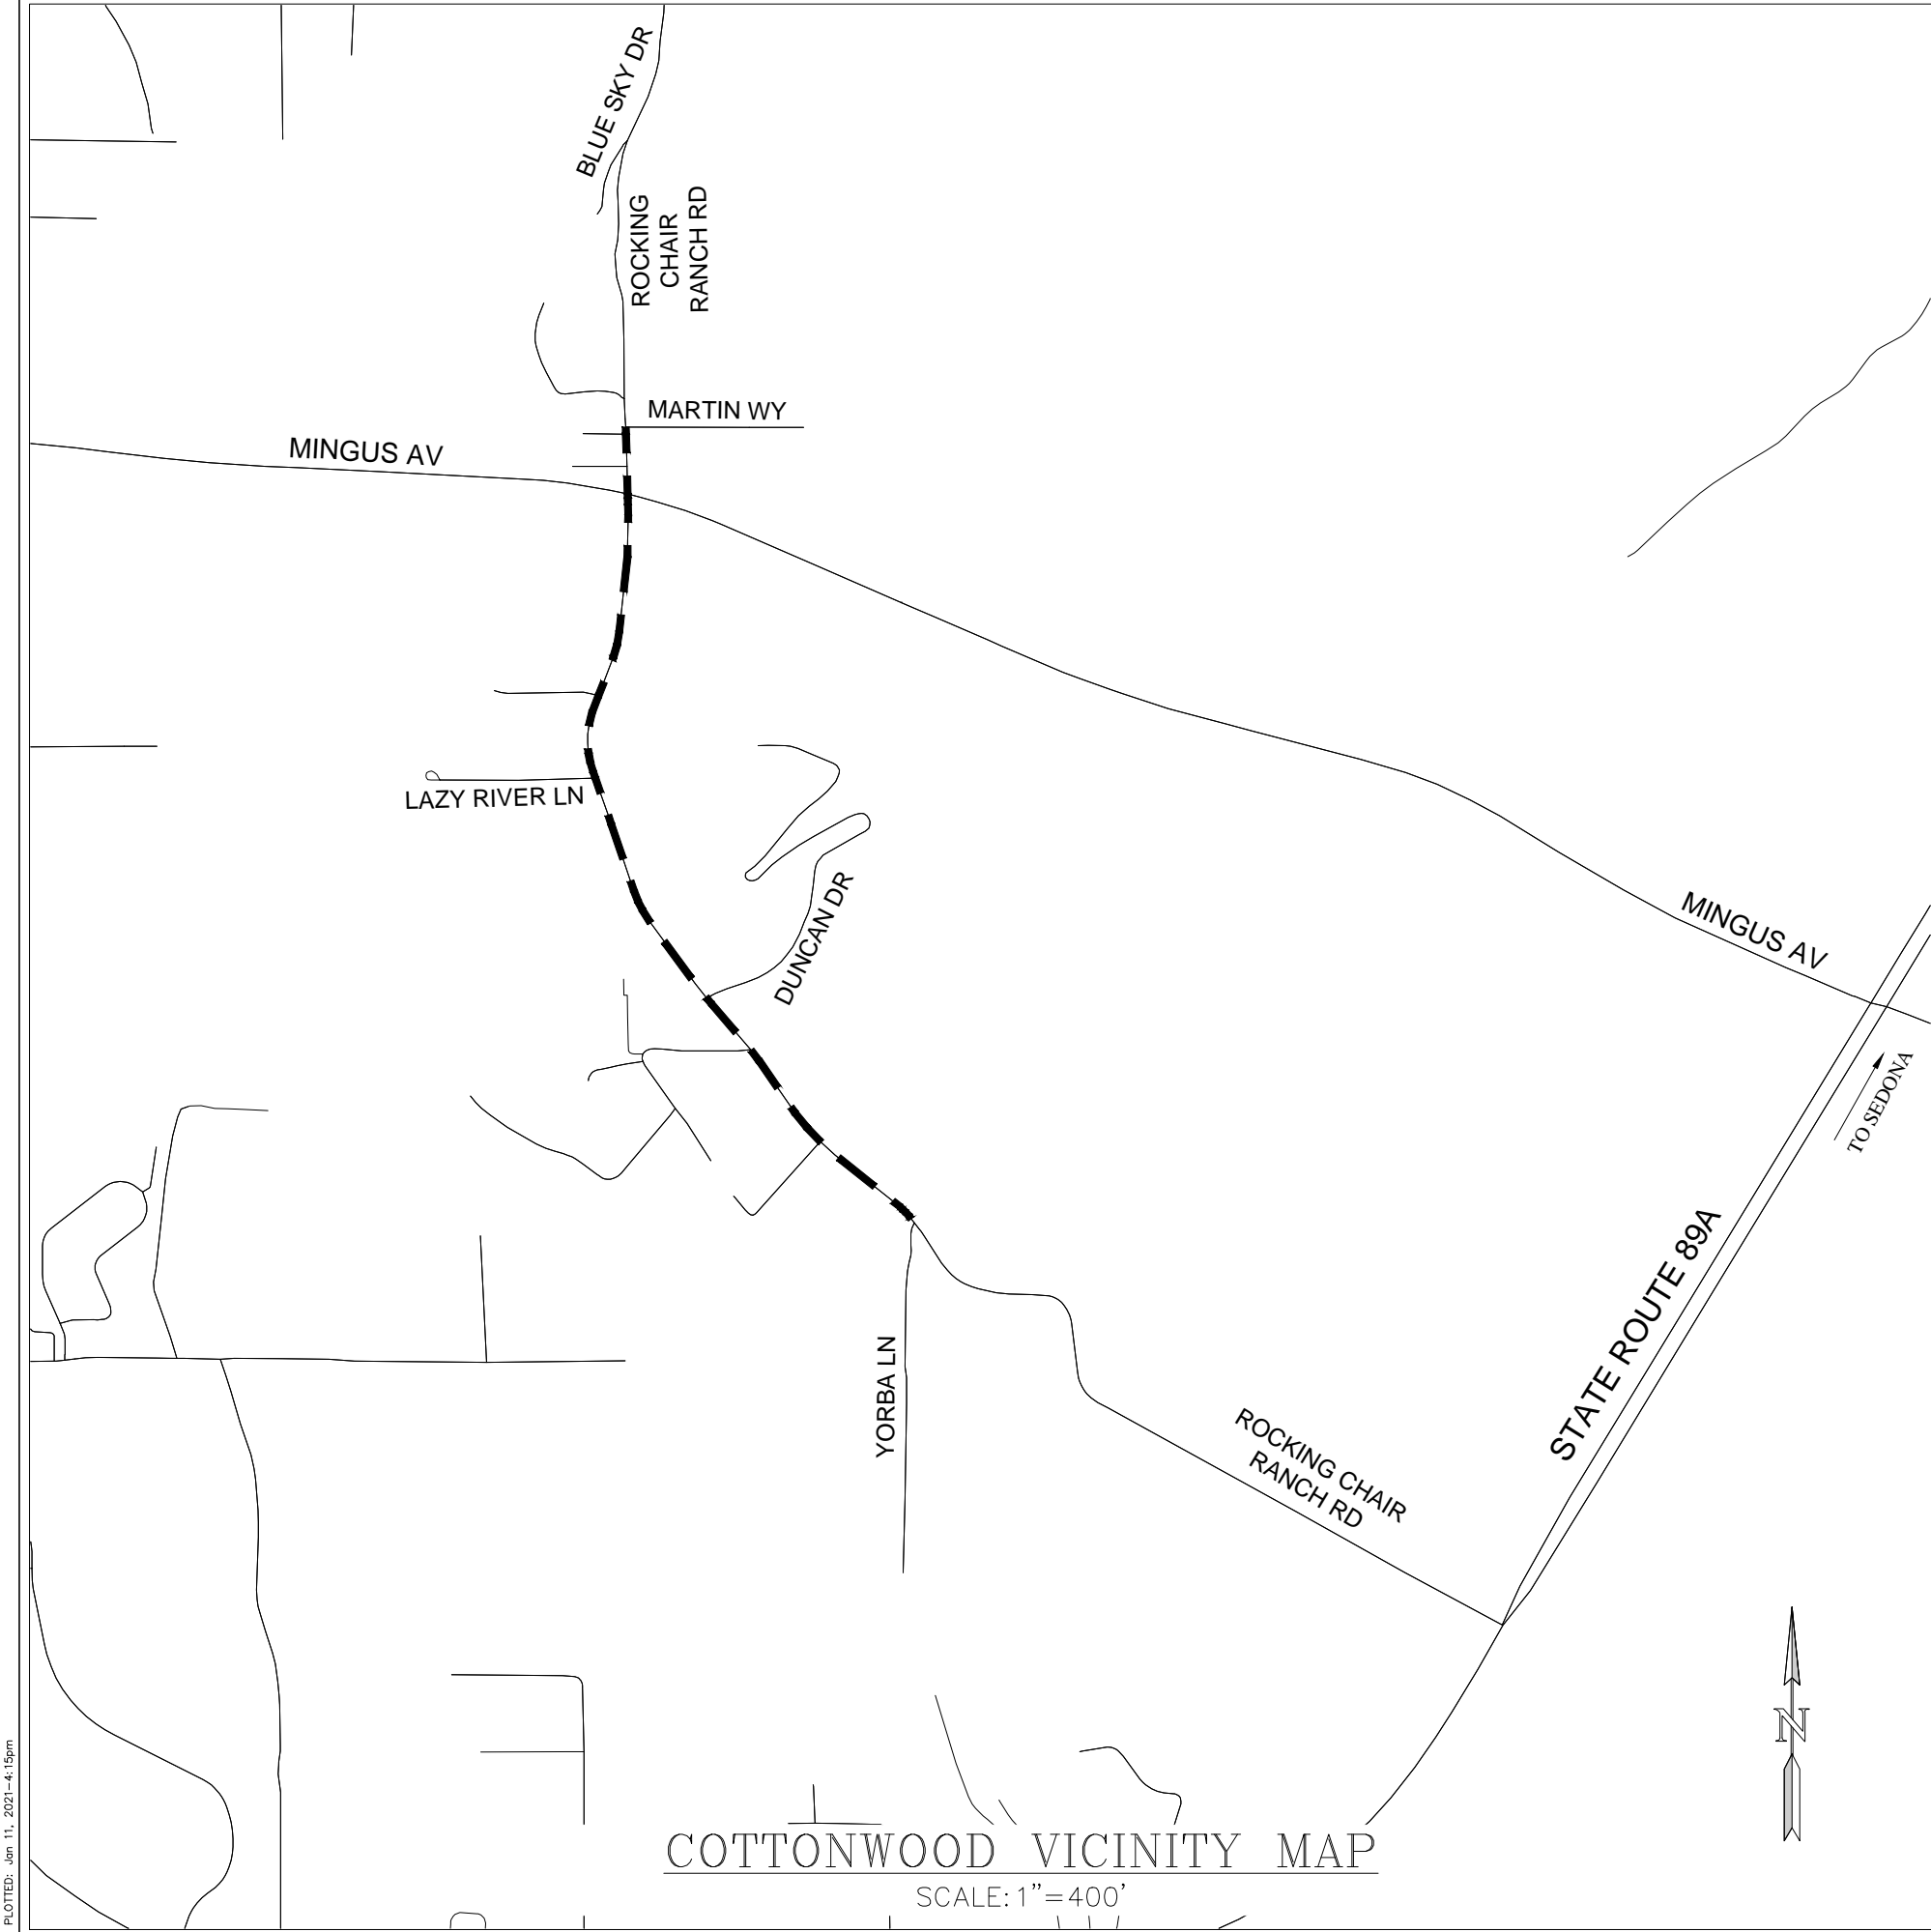 BLUE SKY DR
ROCKING
CHAIR
RANCH RD
MARTIN WY
MINGUS AV
LAZY RIVER LN
DUNCAN DR
MINGUS AV
TO SEDONA
STATE ROUTE 89A
YORBA LN
ROCKING CHAIR
RANCH RD
N
COTTONWOOD VICINITY MAP
SCALE: 1"=400'
PLOTTED: Jan 11, 2021-4:15pm